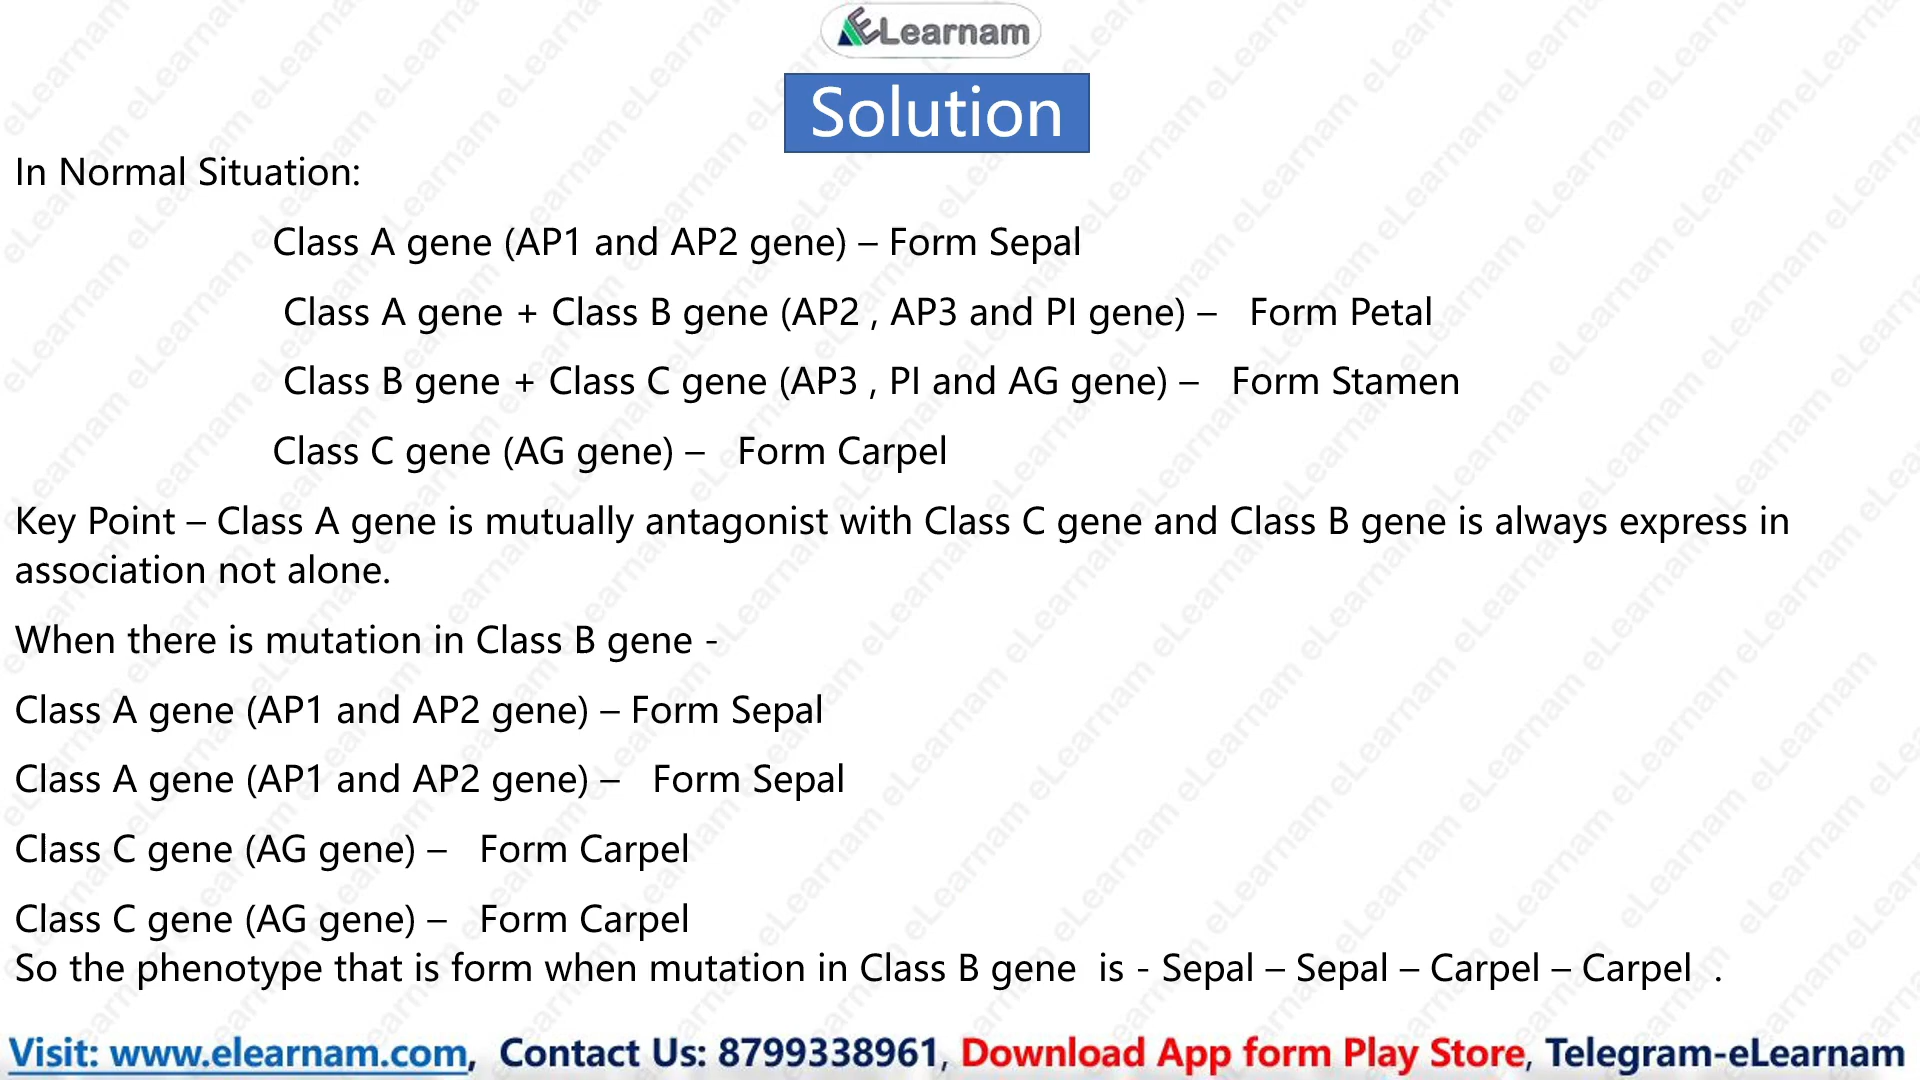 ELearnam
Solution
In Normal Situation:
Class A gene (AP1 and AP2 gene) – Form Sepal
Class A gene + Class B gene (AP2 , AP3 and PI gene) – Form Petal
Class B gene + Class C gene (AP3 , PI and AG gene) – Form Stamen
Class C gene (AG gene) – Form Carpel
Key Point – Class A gene is mutually antagonist with Class C gene and Class B gene is always express in
association not alone.
When there is mutation in Class B gene -
Class A gene (AP1 and AP2 gene) – Form Sepal
Class A gene (AP1 and AP2 gene) – Form Sepal
Class C gene (AG gene) – Form Carpel
Class C gene (AG gene) – Form Carpel
So the phenotype that is form when mutation in Class B gene is - Sepal – Sepal – Carpel – Carpel .
Visit: www.elearnam.com, Contact Us: 8799338961, Download App form Play Store, Telegram-eLearnam